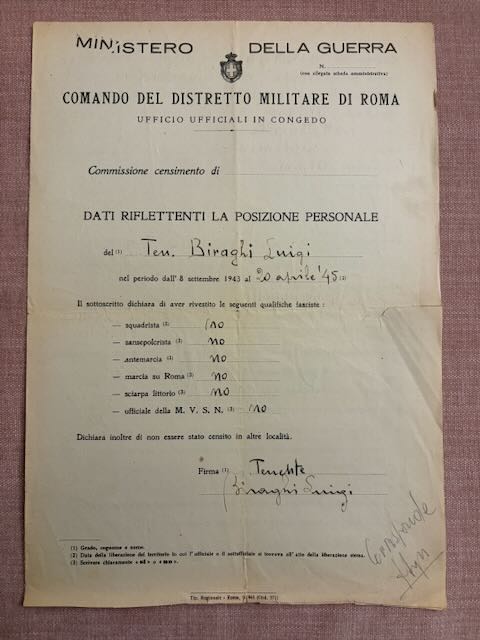 MINISTERO DELLA GUERRA
N.
(con allegata scheda amministrativa)
COMANDO DEL DISTRETTO MILITARE DI ROMA
UFFICIO UFFICIALI IN CONGEDO
Commissione censimento di
DATI RIFLETTENTI LA POSIZIONE PERSONALE
del (1) Ten. Biraghi Luigi
nel periodo dall'8 settembre 1943 al 20 aprile '45 (2)
Il sottoscritto dichiara di aver rivestito le seguenti qualifiche fasciste :
— squadrista (3) no
— sansepolcrista (3) no
— antemarcia (3) no
— marcia su Roma (3) no
— sciarpa littorio (3) no
— ufficiale della M. V. S. N. (3) no
Dichiara inoltre di non essere stato censito in altre località.
Firma (1) Tenente
Biraghi Luigi
(1) Grado, cognome e nome.
(2) Data della liberazione del territorio in cui l'ufficiale o il sottufficiale si trovava all'atto della liberazione stessa.
(3) Scrivere chiaramente «si» o «no».
Tip. Regionale - Roma,